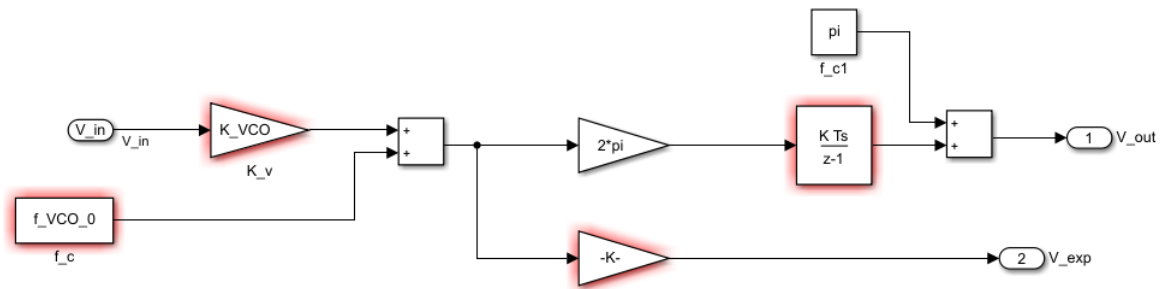 pi
f_c1
V_in
V_in
K_VCO
K_v
+
+
2*pi
K Ts
z-1
+
+
1
V_out
f_VCO_0
f_c
-K-
2
V_exp